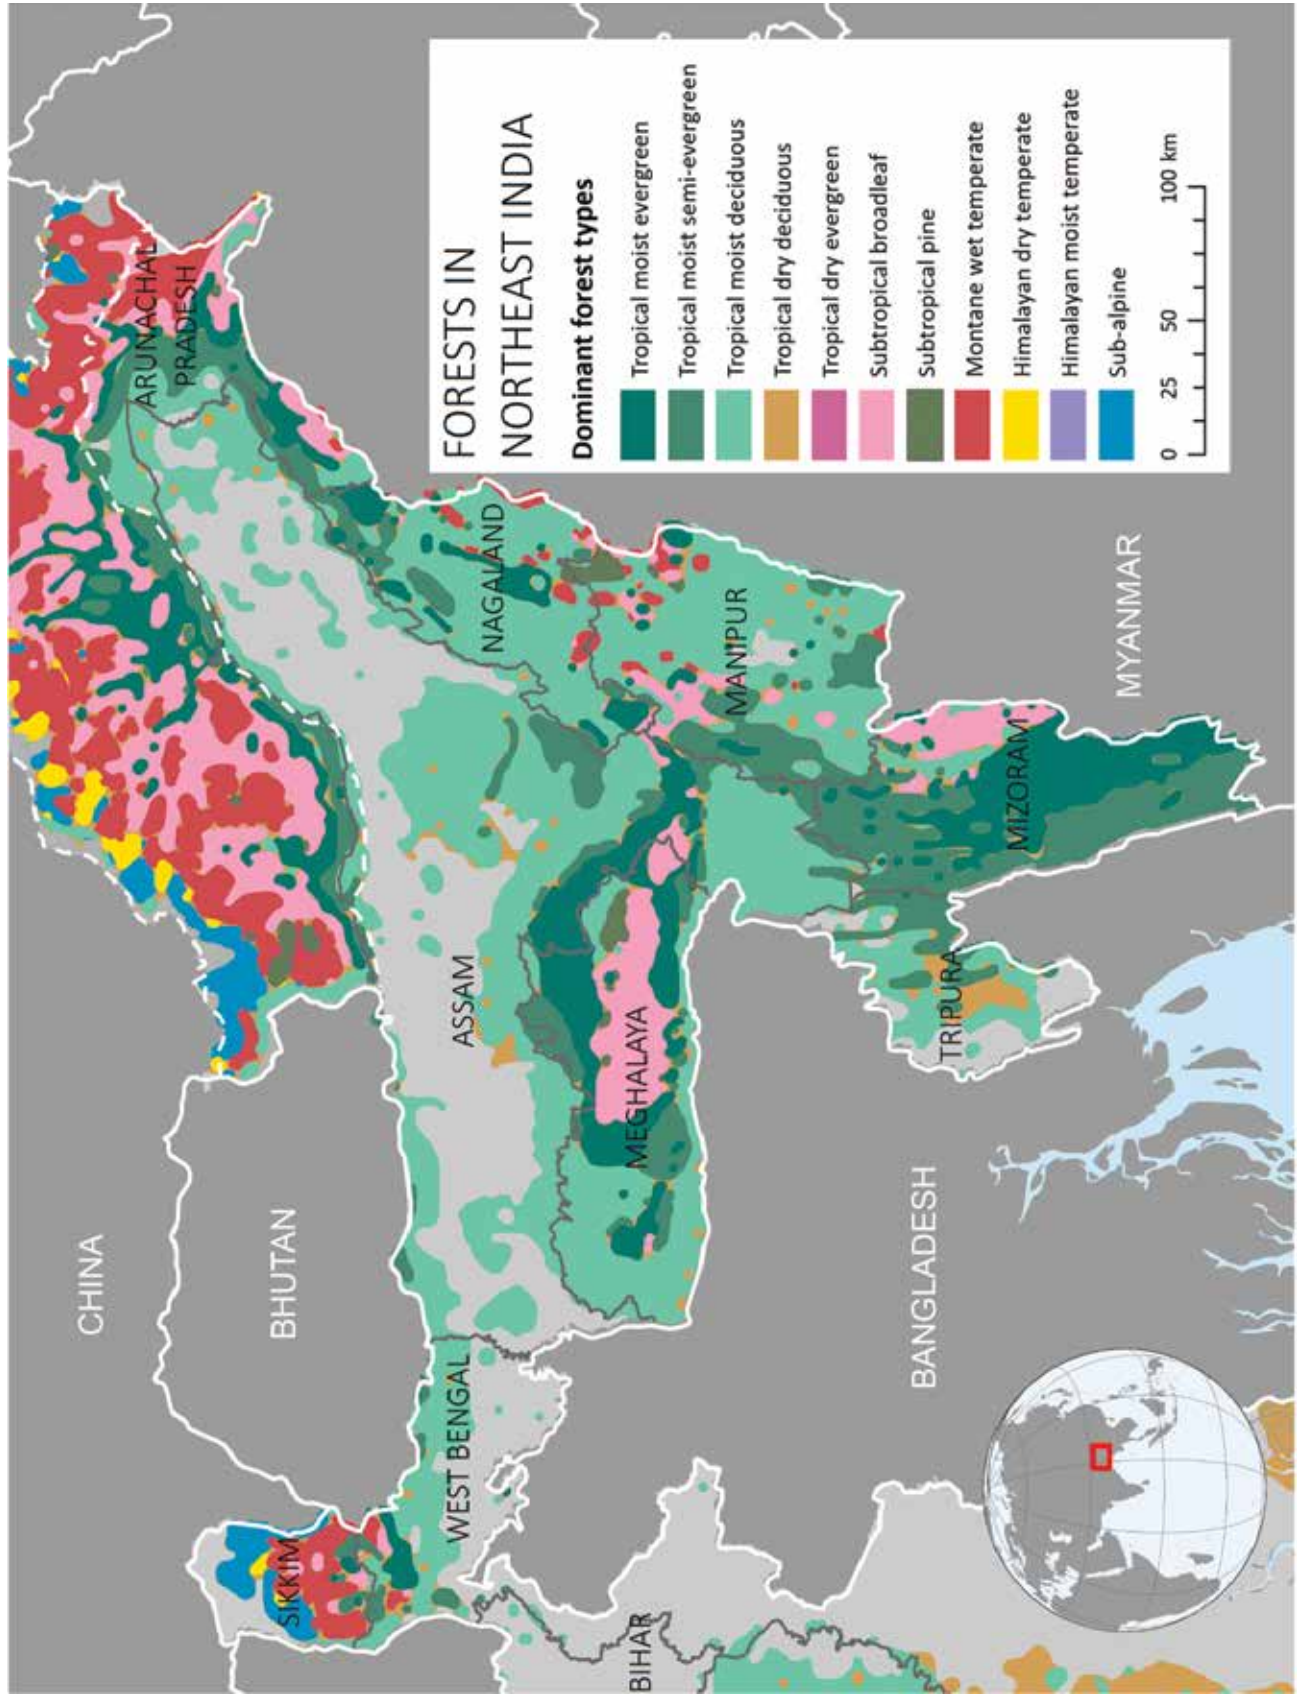 FORESTS IN
NORTHEAST INDIA
Dominant forest types
Tropical moist evergreen
Tropical moist semi-evergreen
Tropical moist deciduous
Tropical dry deciduous
Tropical dry evergreen
Subtropical broadleaf
Subtropical pine
Montane wet temperate
Himalayan dry temperate
Himalayan moist temperate
Sub-alpine
0 25 50 100 km
CHINA
BHUTAN
SIKKIM
WEST BENGAL
BIHAR
ASSAM
ARUNACHAL
PRADESH
NAGALAND
MEGHALAYA
MANIPUR
BANGLADESH
TRIPURA
MIZORAM
MYANMAR